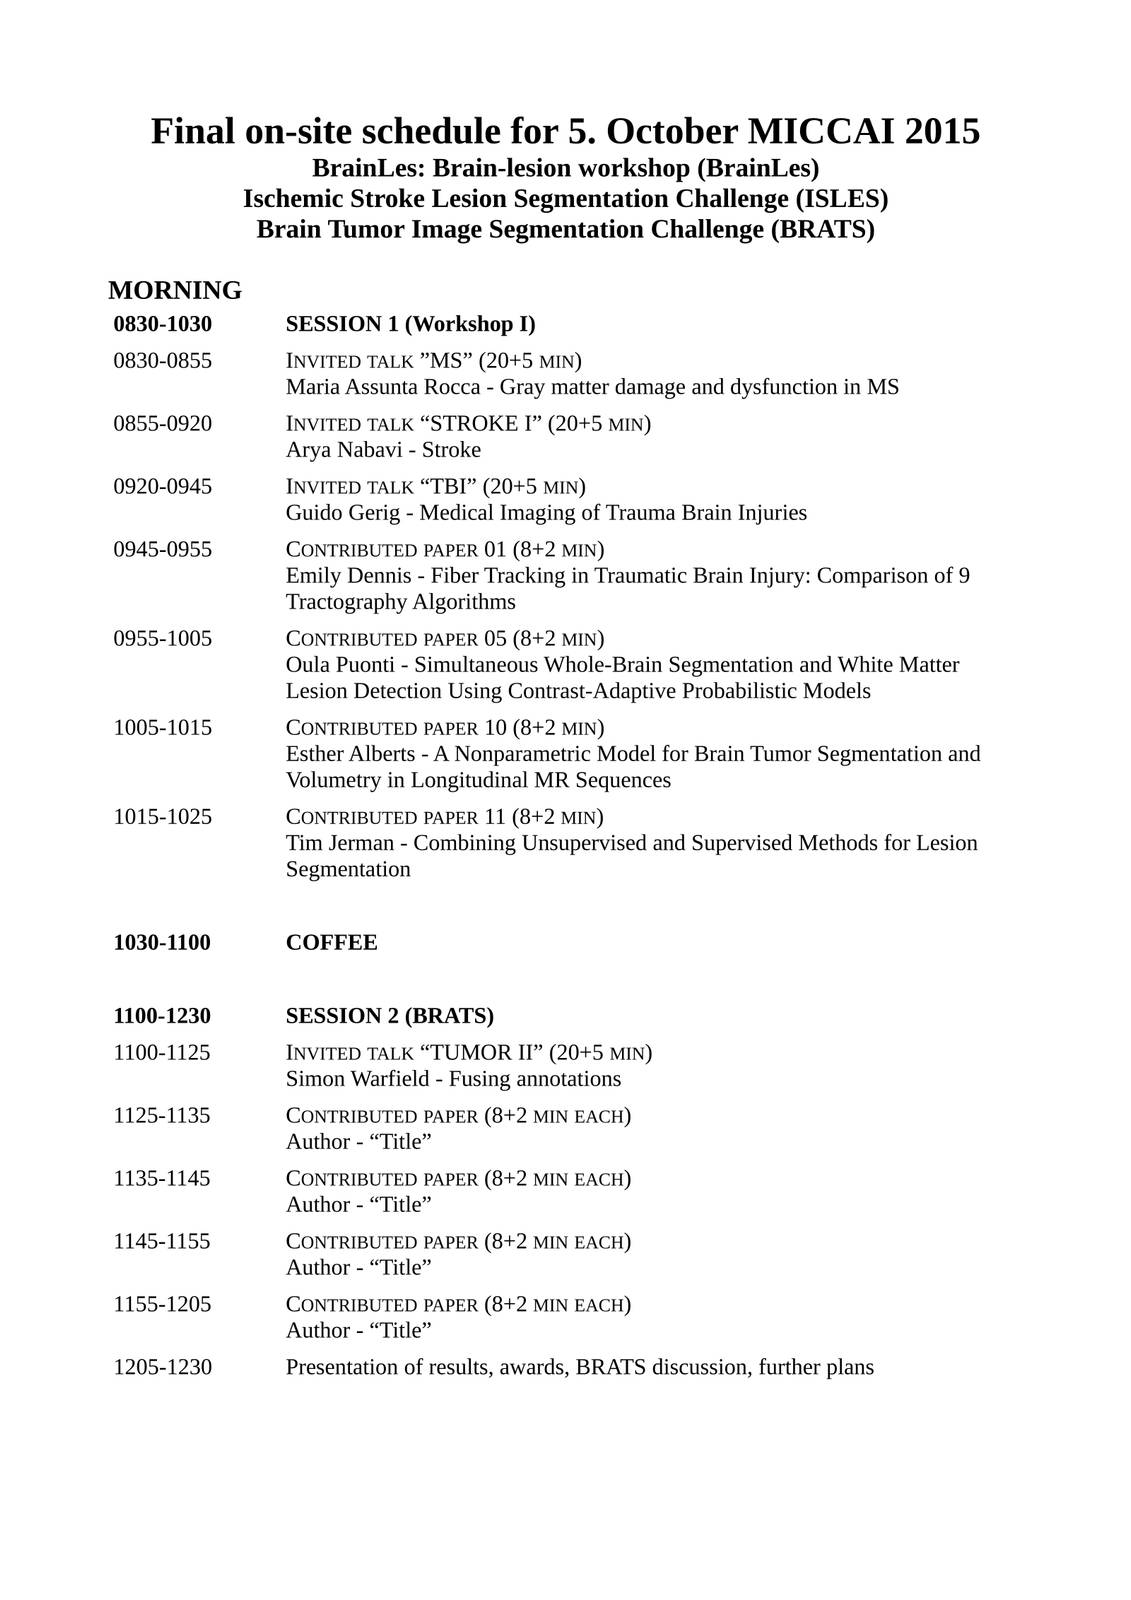 Final on-site schedule for 5. October MICCAI 2015
BrainLes: Brain-lesion workshop (BrainLes)
Ischemic Stroke Lesion Segmentation Challenge (ISLES)
Brain Tumor Image Segmentation Challenge (BRATS)
MORNING
0830-1030 SESSION 1 (Workshop I)
0830-0855 INVITED TALK ”MS” (20+5 MIN)
Maria Assunta Rocca - Gray matter damage and dysfunction in MS
0855-0920 INVITED TALK “STROKE I” (20+5 MIN)
Arya Nabavi - Stroke
0920-0945 INVITED TALK “TBI” (20+5 MIN)
Guido Gerig - Medical Imaging of Trauma Brain Injuries
0945-0955 CONTRIBUTED PAPER 01 (8+2 MIN)
Emily Dennis - Fiber Tracking in Traumatic Brain Injury: Comparison of 9
Tractography Algorithms
0955-1005 CONTRIBUTED PAPER 05 (8+2 MIN)
Oula Puonti - Simultaneous Whole-Brain Segmentation and White Matter
Lesion Detection Using Contrast-Adaptive Probabilistic Models
1005-1015 CONTRIBUTED PAPER 10 (8+2 MIN)
Esther Alberts - A Nonparametric Model for Brain Tumor Segmentation and
Volumetry in Longitudinal MR Sequences
1015-1025 CONTRIBUTED PAPER 11 (8+2 MIN)
Tim Jerman - Combining Unsupervised and Supervised Methods for Lesion
Segmentation
1030-1100 COFFEE
1100-1230 SESSION 2 (BRATS)
1100-1125 INVITED TALK “TUMOR II” (20+5 MIN)
Simon Warfield - Fusing annotations
1125-1135 CONTRIBUTED PAPER (8+2 MIN EACH)
Author - “Title”
1135-1145 CONTRIBUTED PAPER (8+2 MIN EACH)
Author - “Title”
1145-1155 CONTRIBUTED PAPER (8+2 MIN EACH)
Author - “Title”
1155-1205 CONTRIBUTED PAPER (8+2 MIN EACH)
Author - “Title”
1205-1230 Presentation of results, awards, BRATS discussion, further plans